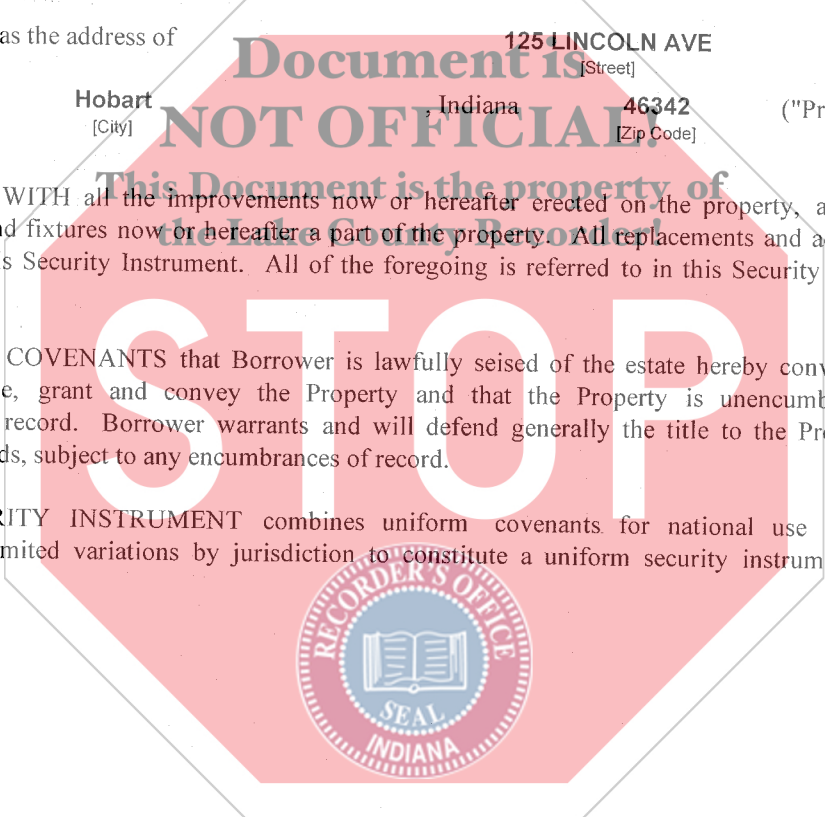 as the address of 125 LINCOLN AVE
[Street]
Hobart , Indiana 46342 ("Pr
[City] [Zip Code]
Document is
NOT OFFICIAL!
This Document is the property of
the Lake County Recorder!
WITH all the improvements now or hereafter erected on the property, a
d fixtures now or hereafter a part of the property. All replacements and a
s Security Instrument. All of the foregoing is referred to in this Security
STOP
COVENANTS that Borrower is lawfully seised of the estate hereby conv
e, grant and convey the Property and that the Property is unencumb
record. Borrower warrants and will defend generally the title to the Pr
ds, subject to any encumbrances of record.
RITY INSTRUMENT combines uniform covenants for national use
mited variations by jurisdiction to constitute a uniform security instrum
RECORDER'S OFFICE
SEAL
INDIANA